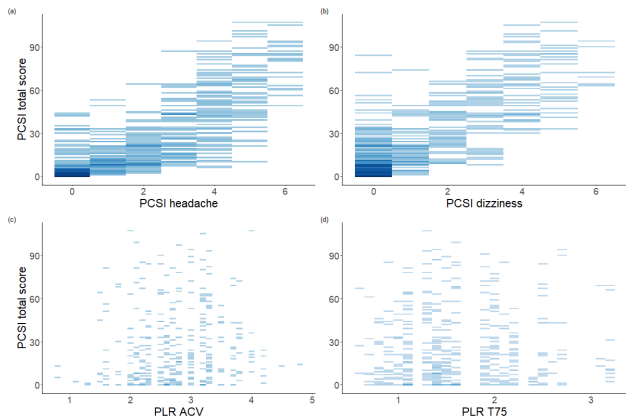 (a)
PCSI total score
90
60
30
0
0 2 4 6
PCSI headache
(b)
90
60
30
0
0 2 4 6
PCSI dizziness
(c)
PCSI total score
90
60
30
0
1 2 3 4 5
PLR ACV
(d)
90
60
30
0
1 2 3
PLR T75